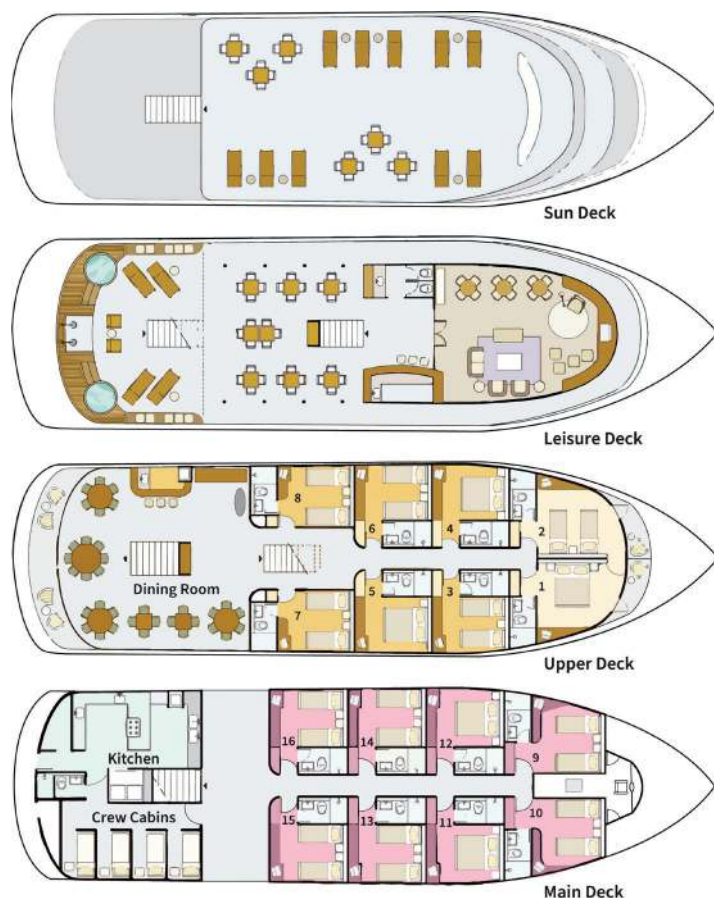 Sun Deck
Leisure Deck
8
6
4
2
Dining Room
7
5
3
1
Upper Deck
Kitchen
16
14
12
9
Crew Cabins
15
13
11
10
Main Deck